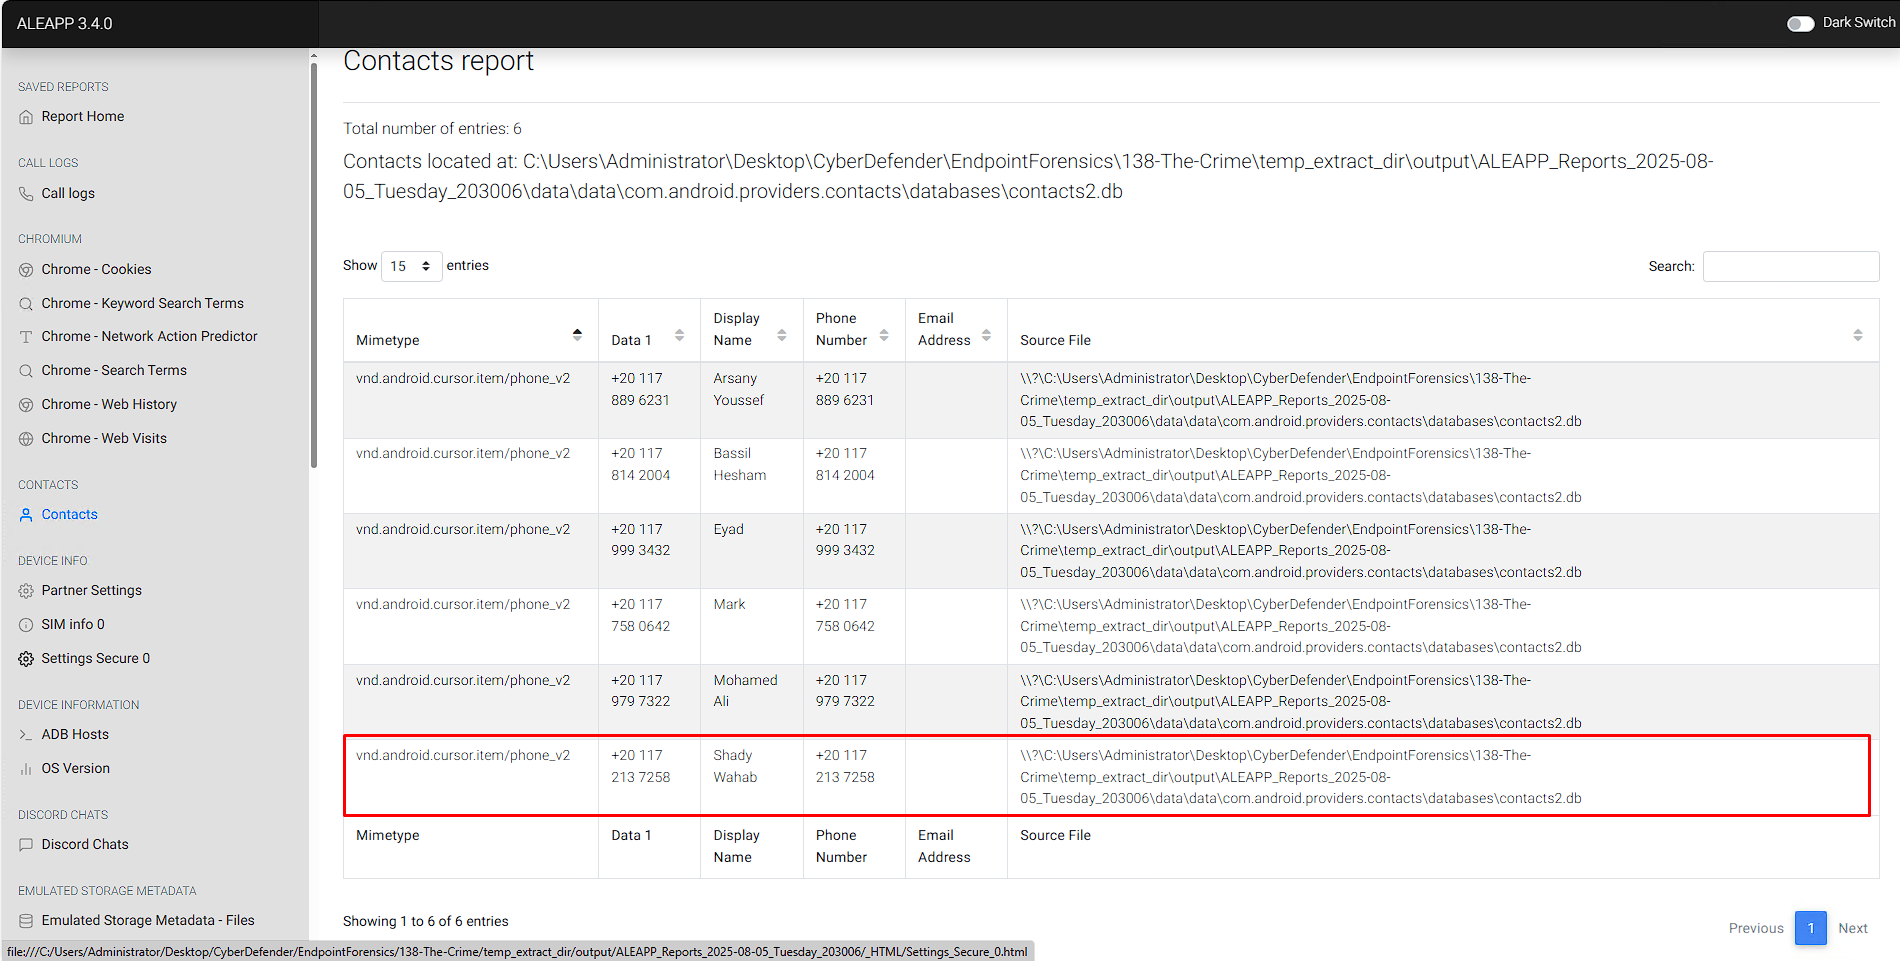 ALEAPP 3.4.0
Dark Switch
SAVED REPORTS
Report Home
CALL LOGS
Call logs
CHROMIUM
Chrome - Cookies
Chrome - Keyword Search Terms
Chrome - Network Action Predictor
Chrome - Search Terms
Chrome - Web History
Chrome - Web Visits
CONTACTS
Contacts
DEVICE INFO
Partner Settings
SIM info 0
Settings Secure 0
DEVICE INFORMATION
ADB Hosts
OS Version
DISCORD CHATS
Discord Chats
EMULATED STORAGE METADATA
Emulated Storage Metadata - Files
Contacts report
Total number of entries: 6
Contacts located at: C:\Users\Administrator\Desktop\CyberDefender\EndpointForensics\138-The-Crime\temp_extract_dir\output\ALEAPP_Reports_2025-08-
05_Tuesday_203006\data\data\com.android.providers.contacts\databases\contacts2.db
Show 15 entries
Search:
Mimetype
Data 1
Display
Name
Phone
Number
Email
Address
Source File
vnd.android.cursor.item/phone_v2
+20 117
889 6231
Arsany
Youssef
+20 117
889 6231
\\?\C:\Users\Administrator\Desktop\CyberDefender\EndpointForensics\138-The-
Crime\temp_extract_dir\output\ALEAPP_Reports_2025-08-
05_Tuesday_203006\data\data\com.android.providers.contacts\databases\contacts2.db
vnd.android.cursor.item/phone_v2
+20 117
814 2004
Bassil
Hesham
+20 117
814 2004
\\?\C:\Users\Administrator\Desktop\CyberDefender\EndpointForensics\138-The-
Crime\temp_extract_dir\output\ALEAPP_Reports_2025-08-
05_Tuesday_203006\data\data\com.android.providers.contacts\databases\contacts2.db
vnd.android.cursor.item/phone_v2
+20 117
999 3432
Eyad
+20 117
999 3432
\\?\C:\Users\Administrator\Desktop\CyberDefender\EndpointForensics\138-The-
Crime\temp_extract_dir\output\ALEAPP_Reports_2025-08-
05_Tuesday_203006\data\data\com.android.providers.contacts\databases\contacts2.db
vnd.android.cursor.item/phone_v2
+20 117
758 0642
Mark
+20 117
758 0642
\\?\C:\Users\Administrator\Desktop\CyberDefender\EndpointForensics\138-The-
Crime\temp_extract_dir\output\ALEAPP_Reports_2025-08-
05_Tuesday_203006\data\data\com.android.providers.contacts\databases\contacts2.db
vnd.android.cursor.item/phone_v2
+20 117
979 7322
Mohamed
Ali
+20 117
979 7322
\\?\C:\Users\Administrator\Desktop\CyberDefender\EndpointForensics\138-The-
Crime\temp_extract_dir\output\ALEAPP_Reports_2025-08-
05_Tuesday_203006\data\data\com.android.providers.contacts\databases\contacts2.db
vnd.android.cursor.item/phone_v2
+20 117
213 7258
Shady
Wahab
+20 117
213 7258
\\?\C:\Users\Administrator\Desktop\CyberDefender\EndpointForensics\138-The-
Crime\temp_extract_dir\output\ALEAPP_Reports_2025-08-
05_Tuesday_203006\data\data\com.android.providers.contacts\databases\contacts2.db
Mimetype
Data 1
Display
Name
Phone
Number
Email
Address
Source File
Showing 1 to 6 of 6 entries
Previous 1 Next
file:///C:/Users/Administrator/Desktop/CyberDefender/EndpointForensics/138-The-Crime/temp_extract_dir/output/ALEAPP_Reports_2025-08-05_Tuesday_203006/_HTML/Settings_Secure_0.html